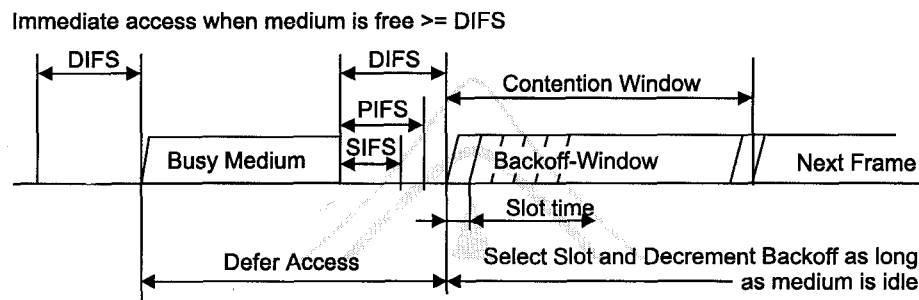 Immediate access when medium is free >= DIFS
DIFS
DIFS
Contention Window
PIFS
SIFS
Busy Medium
Backoff-Window
Next Frame
Slot time
Defer Access
Select Slot and Decrement Backoff as long
as medium is idle